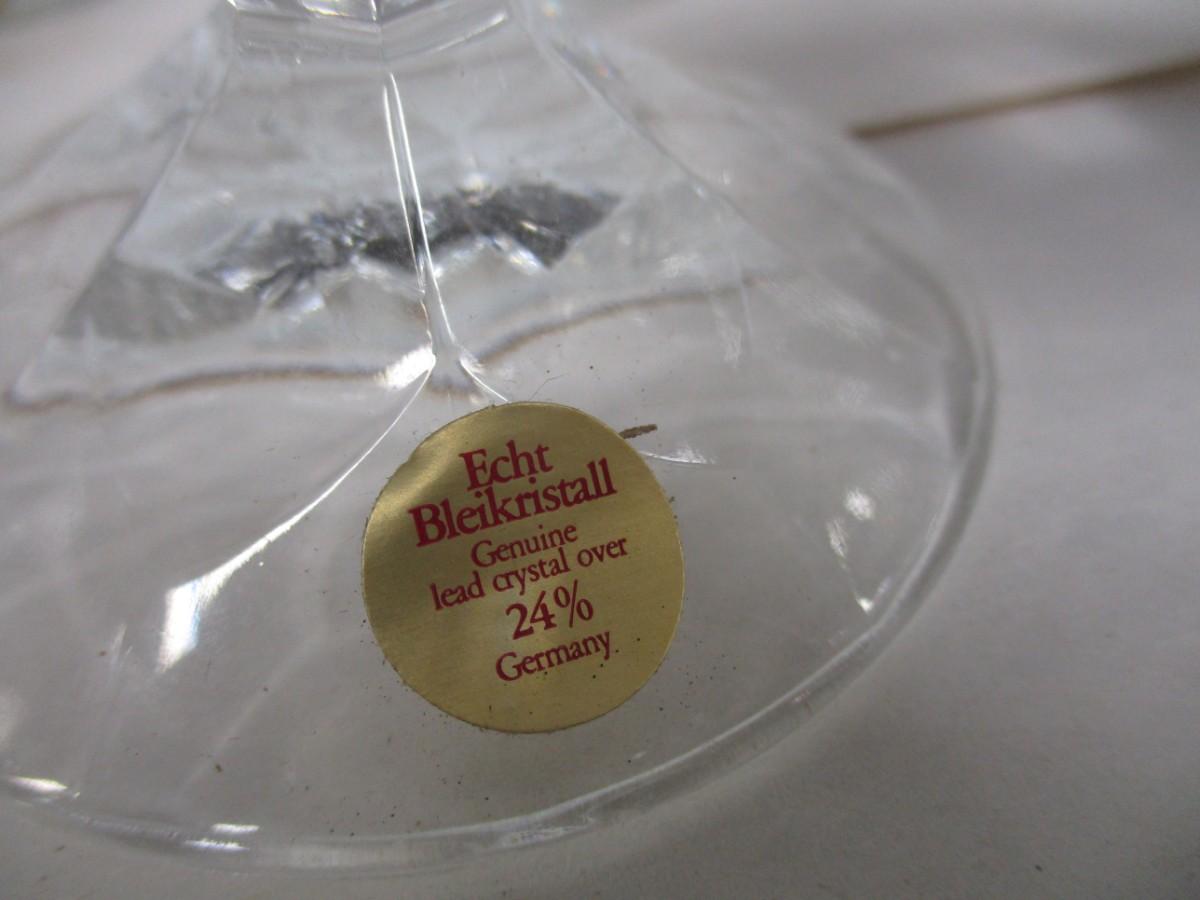 Echt
Bleikristall
Genuine
lead crystal over
24%
Germany